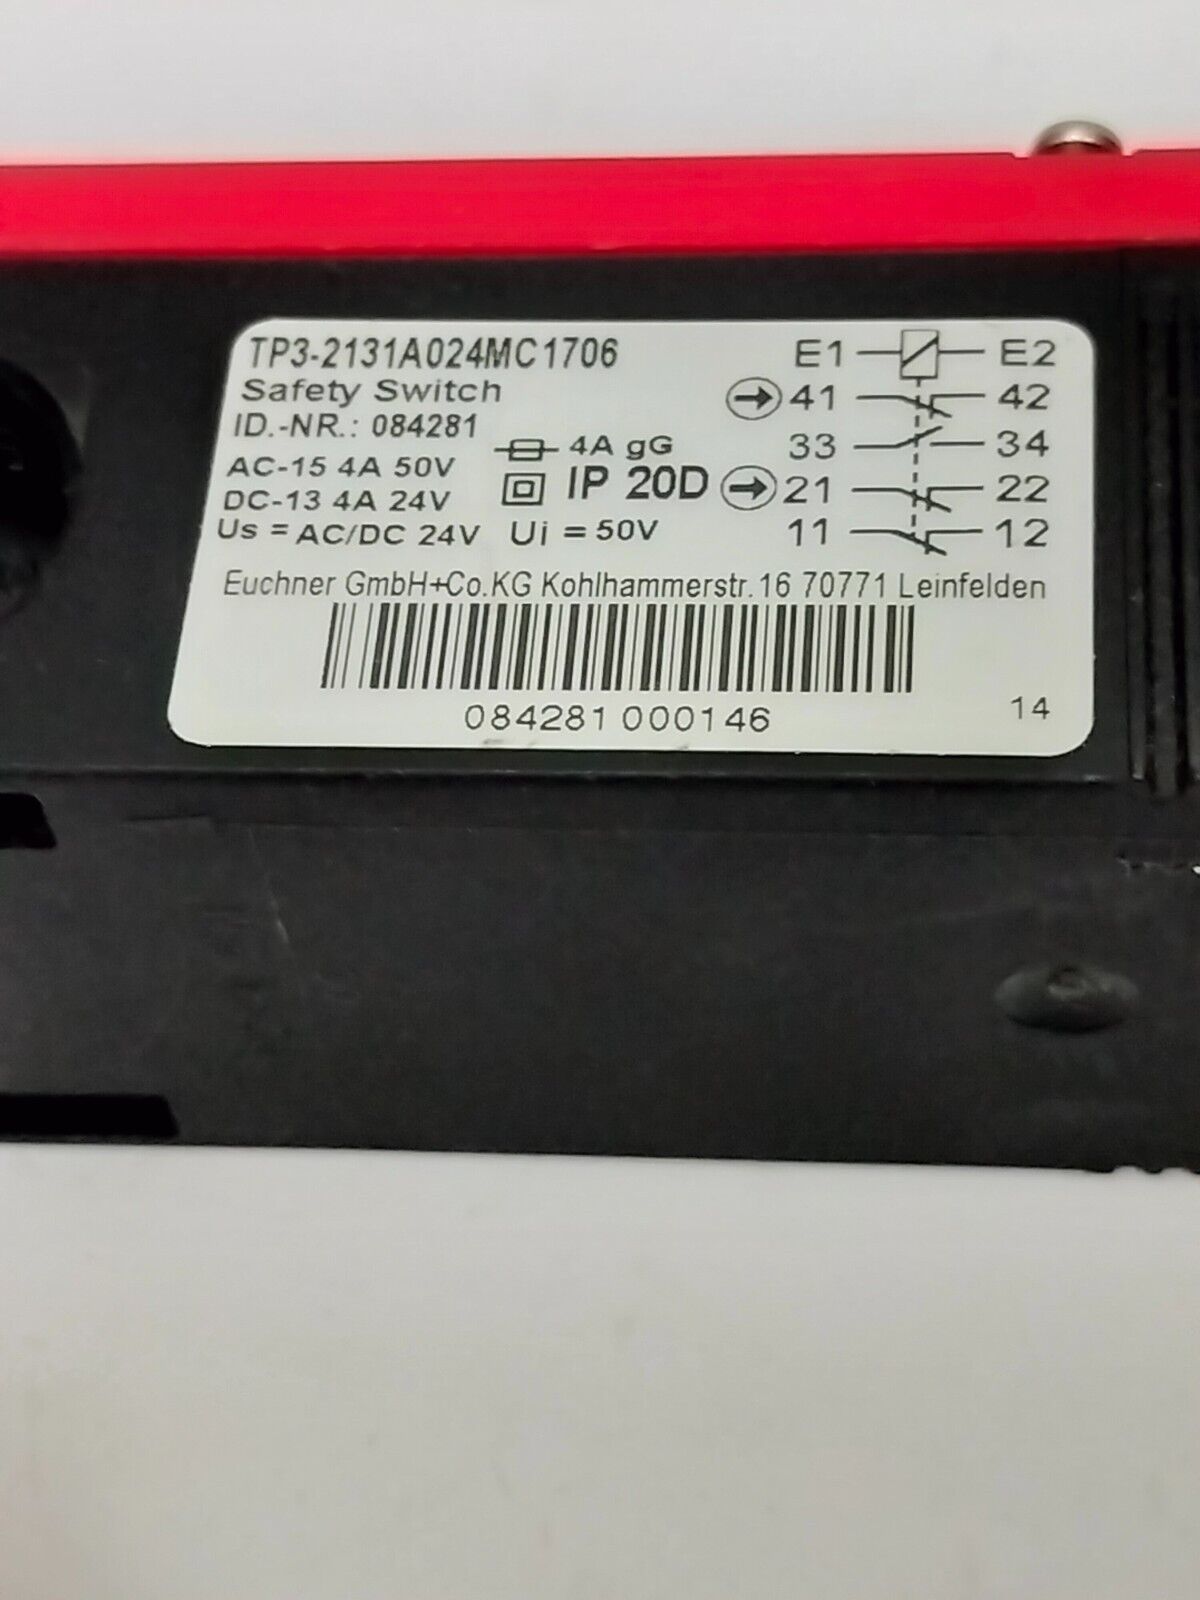 TP3-2131A024MC1706
Safety Switch
ID.-NR.: 084281
AC-15 4A 50V
DC-13 4A 24V
Us = AC/DC 24V Ui = 50V
4A gG
IP 20D
E1 E2
41 42
33 34
21 22
11 12
Euchner GmbH+Co.KG Kohlhammerstr.16 70771 Leinfelden
084281 000146
14